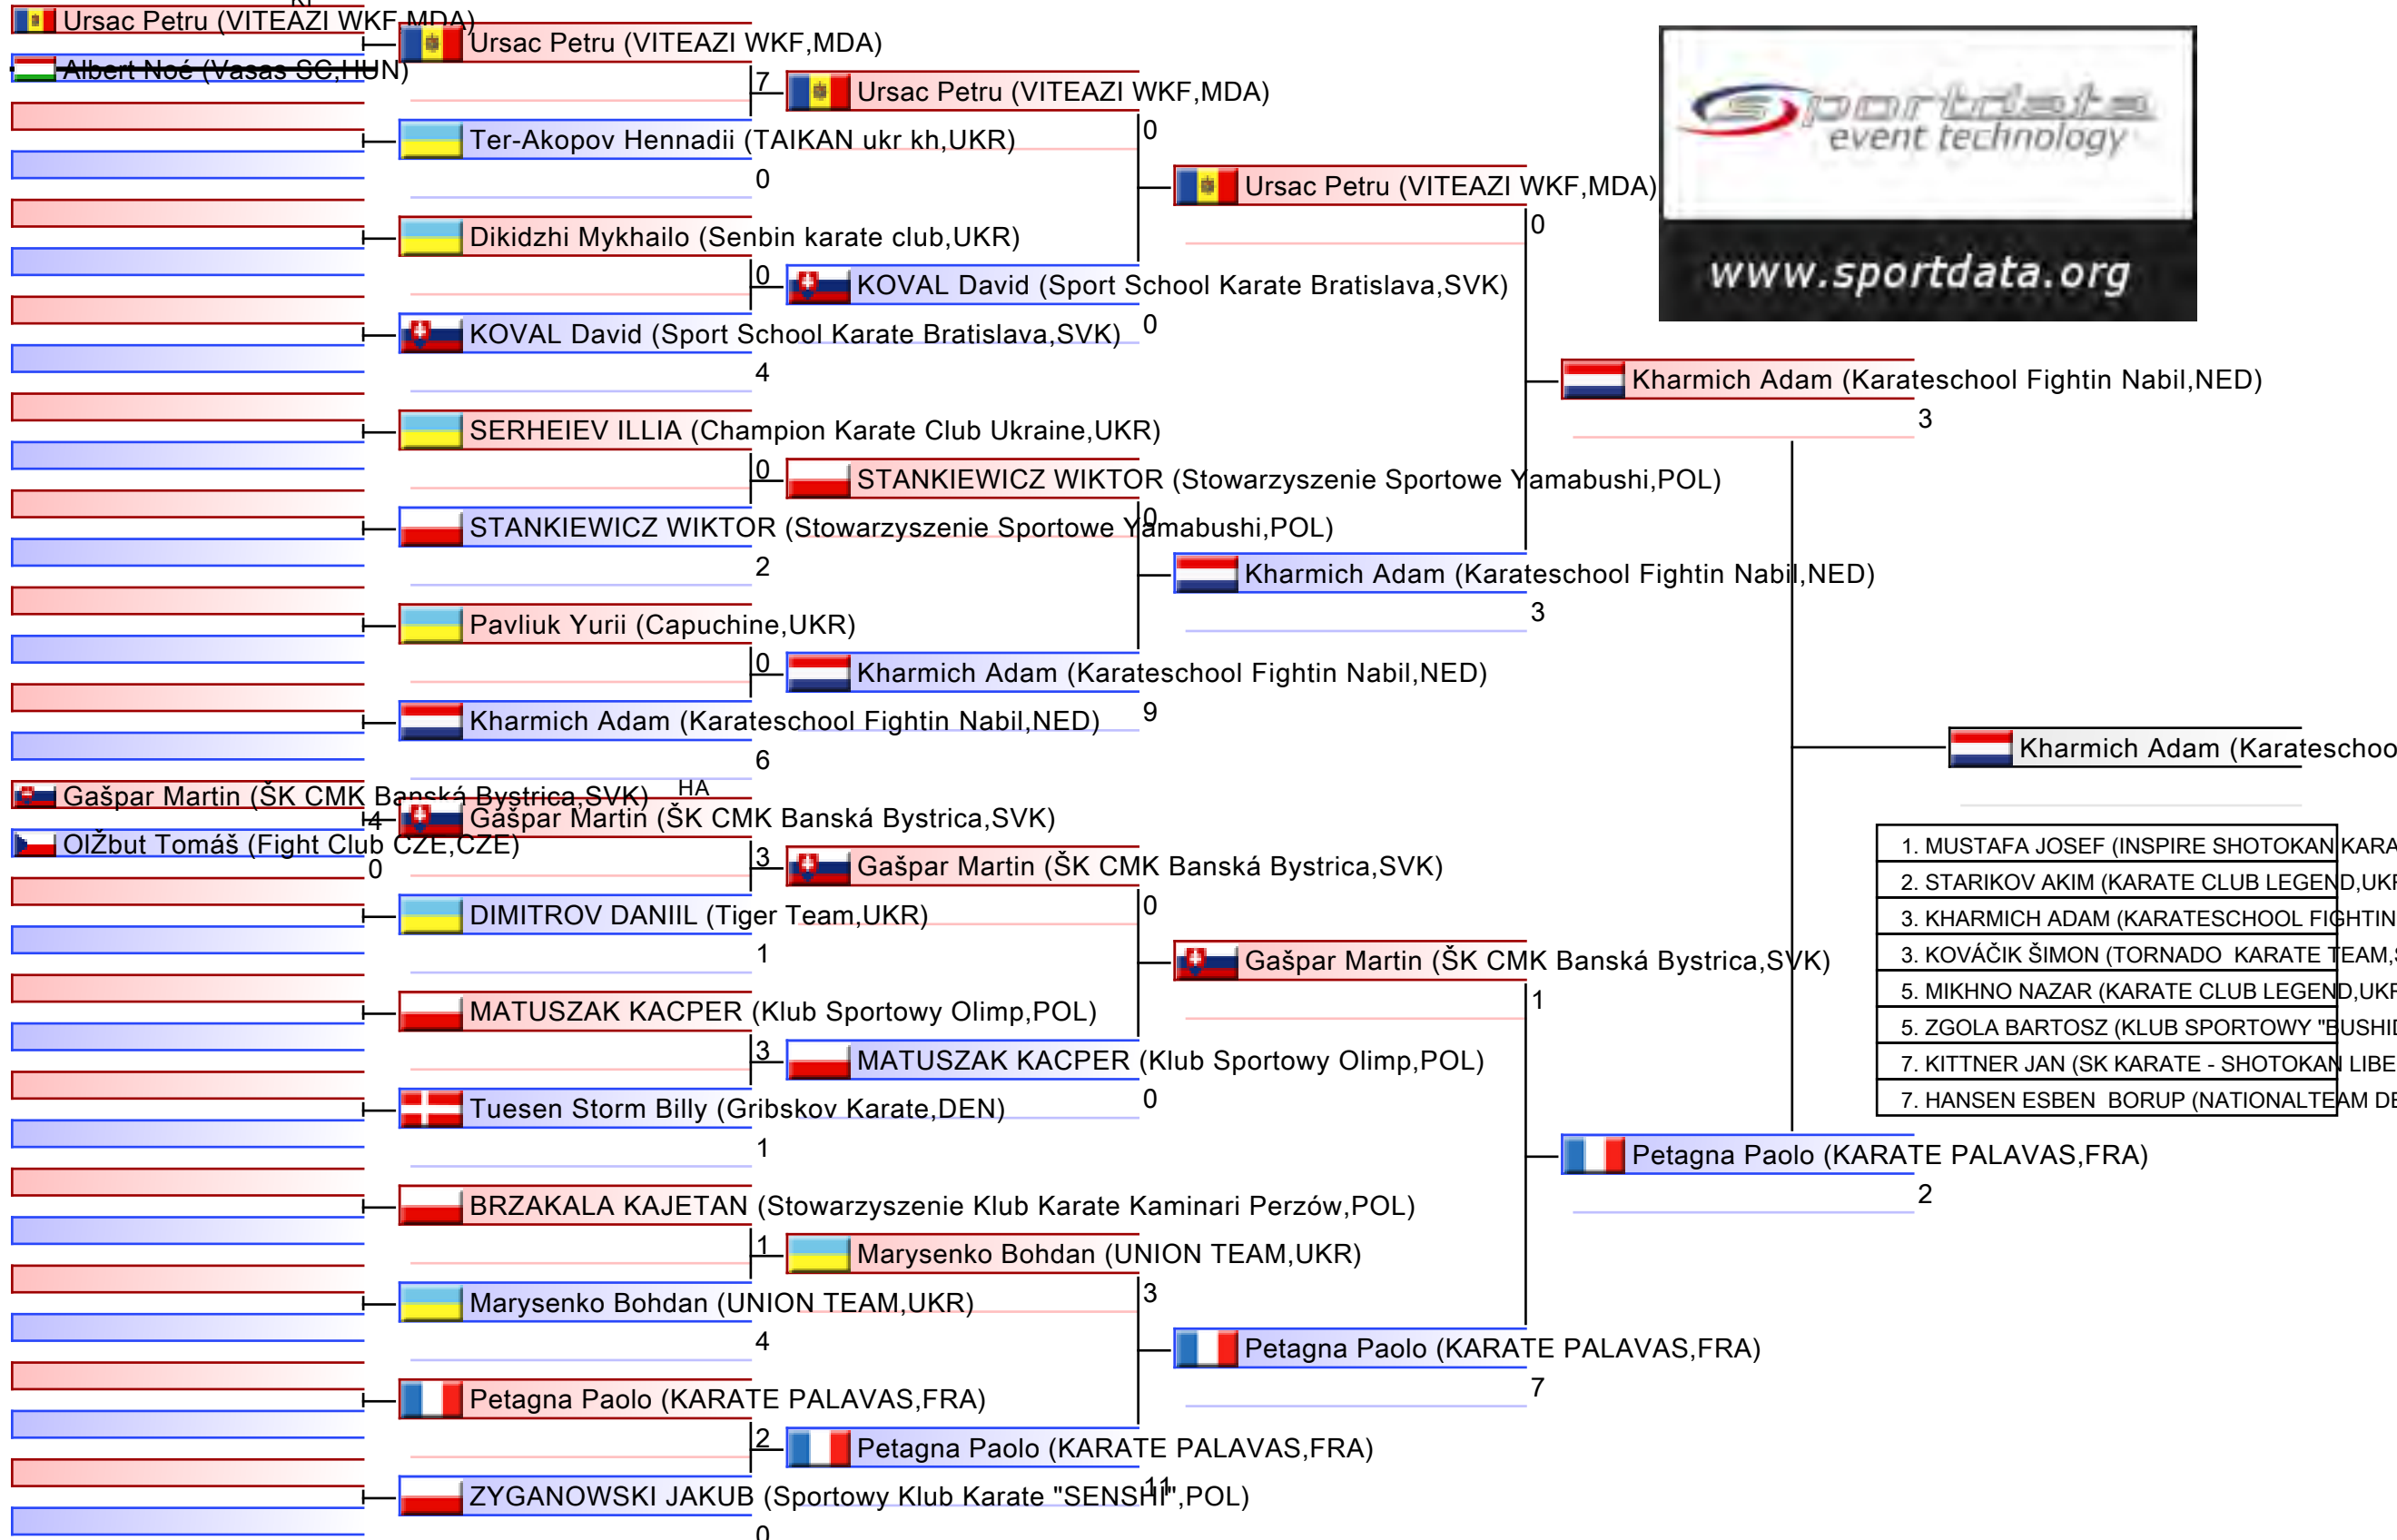 Ursac Petru (VITEAZI WKF,MDA)
Albert Noé (Vasas SC,HUN)
Gašpar Martin (ŠK CMK Banská Bystrica,SVK)
4
OlŽbut Tomáš (Fight Club CZE,CZE)
0
Ursac Petru (VITEAZI WKF,MDA)
7
Ter-Akopov Hennadii (TAIKAN ukr kh,UKR)
0
Dikidzhi Mykhailo (Senbin karate club,UKR)
0
KOVAL David (Sport School Karate Bratislava,SVK)
4
SERHEIEV ILLIA (Champion Karate Club Ukraine,UKR)
0
STANKIEWICZ WIKTOR (Stowarzyszenie Sportowe Yamabushi,POL)
2
Pavliuk Yurii (Capuchine,UKR)
0
Kharmich Adam (Karateschool Fightin Nabil,NED)
6
HA
Gašpar Martin (ŠK CMK Banská Bystrica,SVK)
3
DIMITROV DANIIL (Tiger Team,UKR)
1
MATUSZAK KACPER (Klub Sportowy Olimp,POL)
3
Tuesen Storm Billy (Gribskov Karate,DEN)
1
BRZAKALA KAJETAN (Stowarzyszenie Klub Karate Kaminari Perzów,POL)
1
Marysenko Bohdan (UNION TEAM,UKR)
4
Petagna Paolo (KARATE PALAVAS,FRA)
2
ZYGANOWSKI JAKUB (Sportowy Klub Karate "SENSHI",POL)
0
Ursac Petru (VITEAZI WKF,MDA)
0
KOVAL David (Sport School Karate Bratislava,SVK)
0
STANKIEWICZ WIKTOR (Stowarzyszenie Sportowe Yamabushi,POL)
0
Kharmich Adam (Karateschool Fightin Nabil,NED)
9
Gašpar Martin (ŠK CMK Banská Bystrica,SVK)
0
MATUSZAK KACPER (Klub Sportowy Olimp,POL)
0
Marysenko Bohdan (UNION TEAM,UKR)
3
Petagna Paolo (KARATE PALAVAS,FRA)
11
Ursac Petru (VITEAZI WKF,MDA)
0
Kharmich Adam (Karateschool Fightin Nabil,NED)
3
Gašpar Martin (ŠK CMK Banská Bystrica,SVK)
1
Petagna Paolo (KARATE PALAVAS,FRA)
7
sportdata
event technology
www.sportdata.org
Kharmich Adam (Karateschool Fightin Nabil,NED)
3
Petagna Paolo (KARATE PALAVAS,FRA)
2
Kharmich Adam (Karateschoo
1. MUSTAFA JOSEF (INSPIRE SHOTOKAN KARA
2. STARIKOV AKIM (KARATE CLUB LEGEND,UKR
3. KHARMICH ADAM (KARATESCHOOL FIGHTIN
3. KOVÁČIK ŠIMON (TORNADO  KARATE TEAM,S
5. MIKHNO NAZAR (KARATE CLUB LEGEND,UKR
5. ZGOLA BARTOSZ (KLUB SPORTOWY "BUSHID
7. KITTNER JAN (SK KARATE - SHOTOKAN LIBE
7. HANSEN ESBEN  BORUP (NATIONALTEAM DE